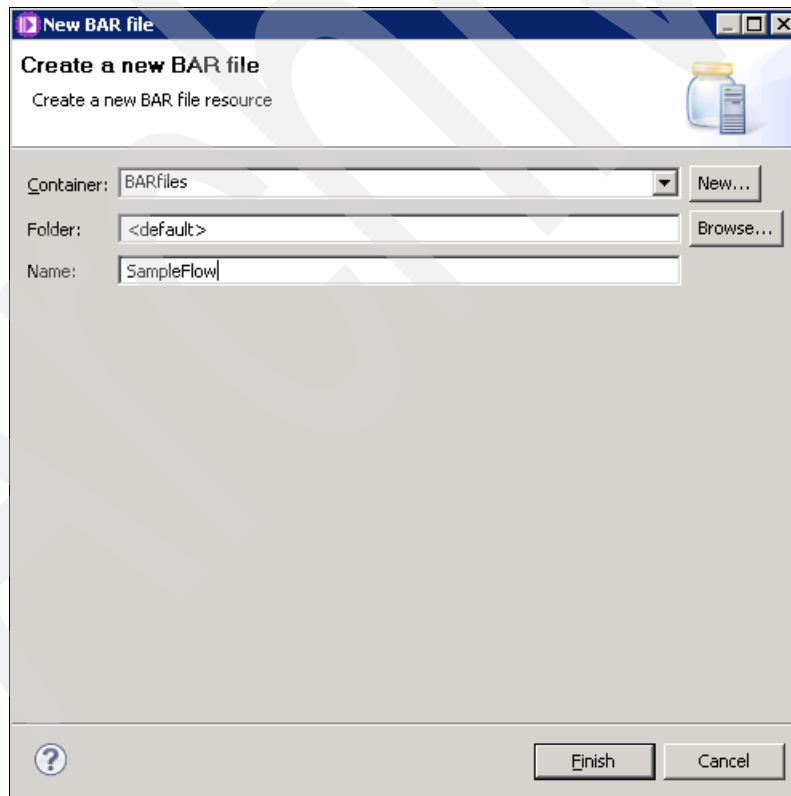 New BAR file
Create a new BAR file
Create a new BAR file resource
Container: BARfiles New...
Folder: <default> Browse...
Name: SampleFlow
? Finish Cancel